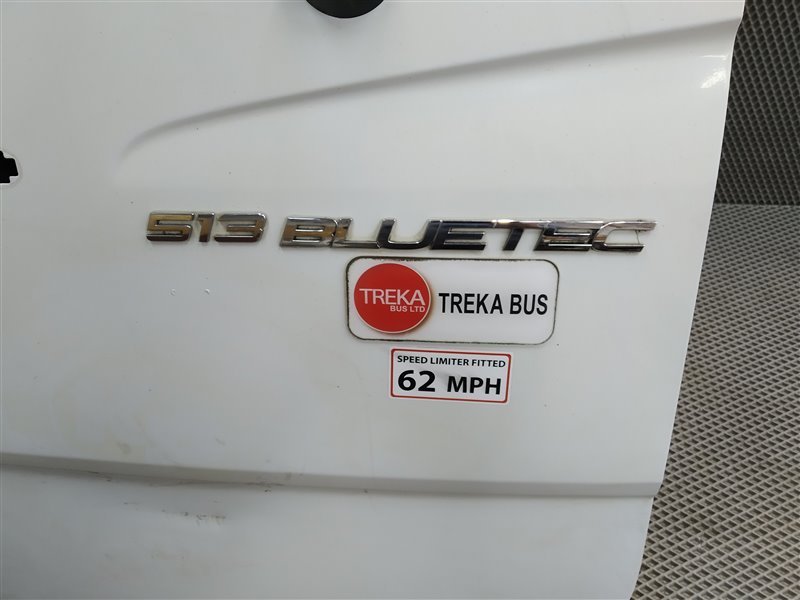 513 BLUETEC
TREKA
BUS LTD
TREKA BUS
SPEED LIMITER FITTED
62 MPH